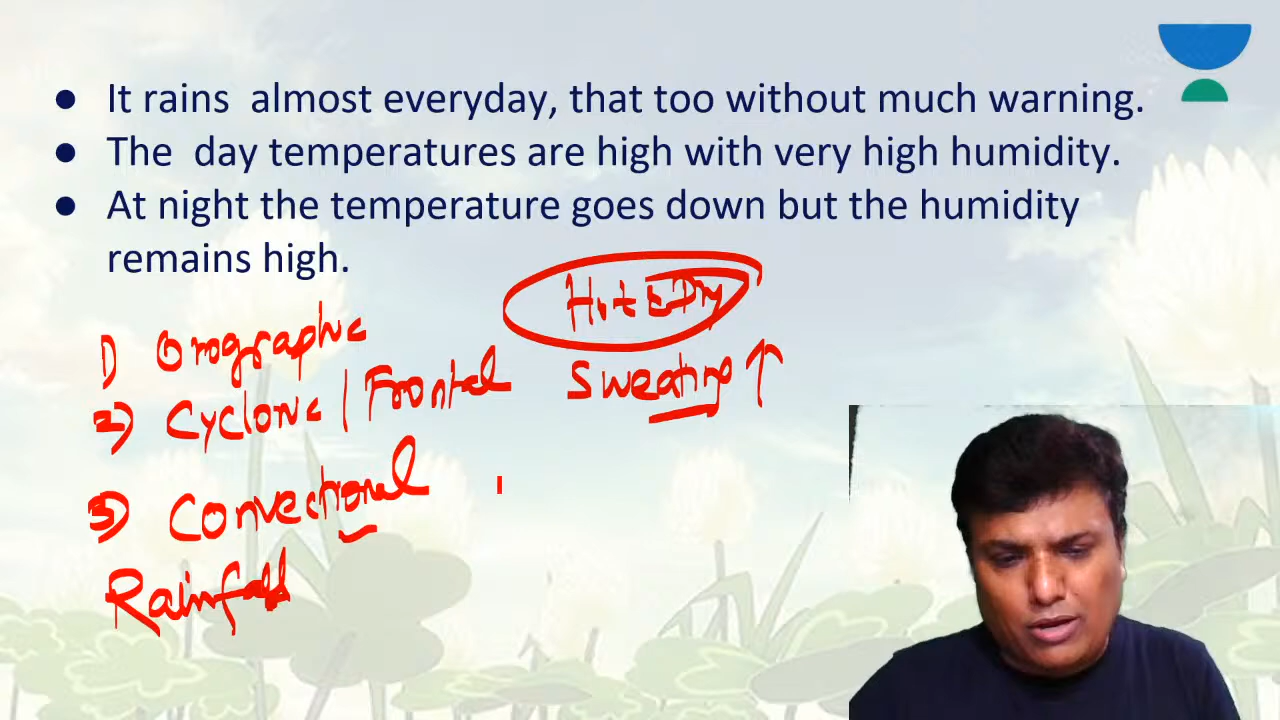 ● It rains almost everyday, that too without much warning.
● The day temperatures are high with very high humidity.
● At night the temperature goes down but the humidity
remains high.
Hot & Dry
1) Orographic
Sweating ↑
2) Cyclonic | Frontal
3) Convectional
Rainfall